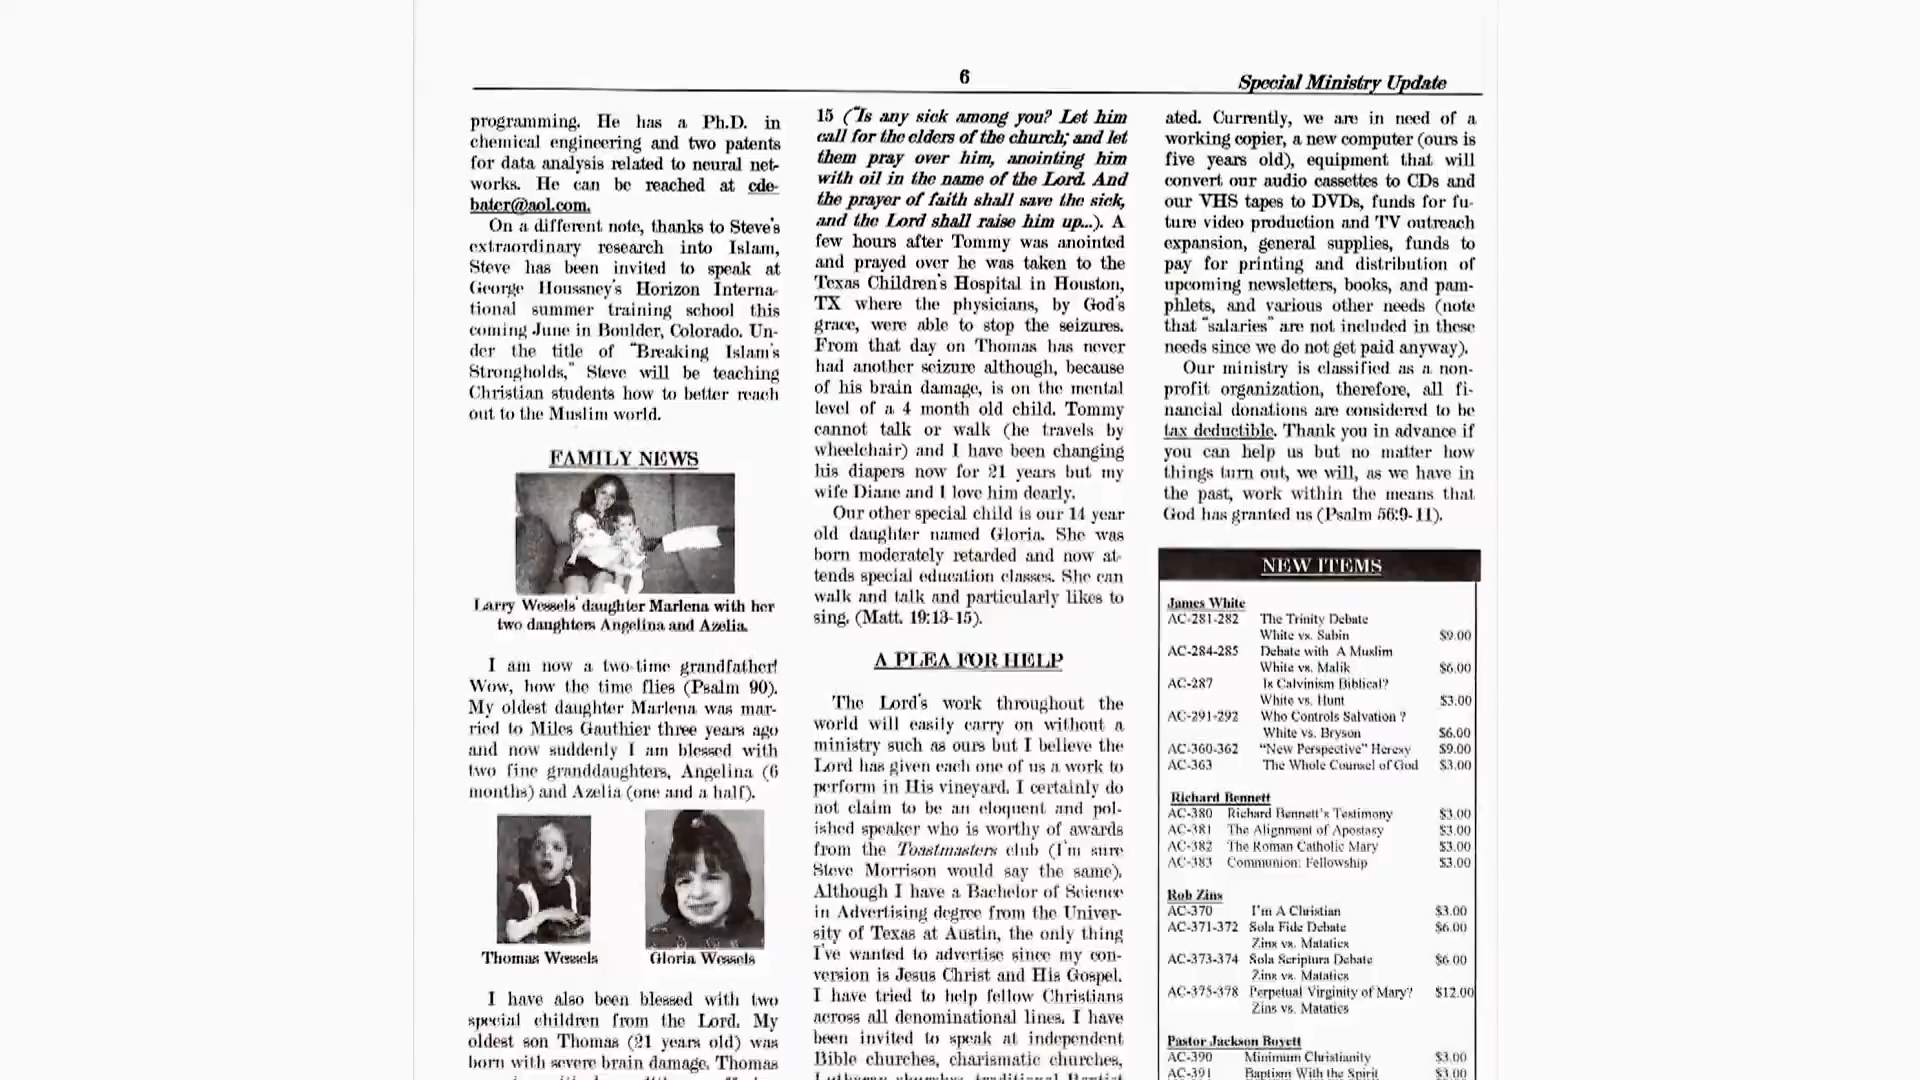 6
Special Ministry Update
programming. He has a Ph.D. in
chemical engineering and two patents
for data analysis related to neural net-
works. He can be reached at cde-
bater@aol.com.
On a different note, thanks to Steve's
extraordinary research into Islam,
Steve has been invited to speak at
George Houssney's Horizon Interna-
tional summer training school this
coming June in Boulder, Colorado. Un-
der the title of "Breaking Islam's
Strongholds," Steve will be teaching
Christian students how to better reach
out to the Muslim world.
FAMILY NEWS
Larry Wessels' daughter Marlena with her
two daughters Angelina and Azelia.
I am now a two-time grandfather!
Wow, how the time flies (Psalm 90).
My oldest daughter Marlena was mar-
ried to Miles Gauthier three years ago
and now suddenly I am blessed with
two fine granddaughters, Angelina (6
months) and Azelia (one and a half).
Thomas Wessels
Gloria Wessels
I have also been blessed with two
special children from the Lord. My
oldest son Thomas (21 years old) was
born with severe brain damage. Thomas
15 ("Is any sick among you? Let him
call for the elders of the church; and let
them pray over him, anointing him
with oil in the name of the Lord. And
the prayer of faith shall save the sick,
and the Lord shall raise him up...). A
few hours after Tommy was anointed
and prayed over he was taken to the
Texas Children's Hospital in Houston,
TX where the physicians, by God's
grace, were able to stop the seizures.
From that day on Thomas has never
had another seizure although, because
of his brain damage, is on the mental
level of a 4 month old child. Tommy
cannot talk or walk (he travels by
wheelchair) and I have been changing
his diapers now for 21 years but my
wife Diane and I love him dearly.
Our other special child is our 14 year
old daughter named Gloria. She was
born moderately retarded and now at-
tends special education classes. She can
walk and talk and particularly likes to
sing. (Matt. 19:13-15).
A PLEA FOR HELP
The Lord's work throughout the
world will easily carry on without a
ministry such as ours but I believe the
Lord has given each one of us a work to
perform in His vineyard. I certainly do
not claim to be an eloquent and pol-
ished speaker who is worthy of awards
from the Toastmasters club (I'm sure
Steve Morrison would say the same).
Although I have a Bachelor of Science
in Advertising degree from the Univer-
sity of Texas at Austin, the only thing
I've wanted to advertise since my con-
version is Jesus Christ and His Gospel.
I have tried to help fellow Christians
across all denominational lines. I have
been invited to speak at independent
Bible churches, charismatic churches,
Lutheran churches, traditional Baptist
ated. Currently, we are in need of a
working copier, a new computer (ours is
five years old), equipment that will
convert our audio cassettes to CDs and
our VHS tapes to DVDs, funds for fu-
ture video production and TV outreach
expansion, general supplies, funds to
pay for printing and distribution of
upcoming newsletters, books, and pam-
phlets, and various other needs (note
that "salaries" are not included in these
needs since we do not get paid anyway).
Our ministry is classified as a non-
profit organization, therefore, all fi-
nancial donations are considered to be
tax deductible. Thank you in advance if
you can help us but no matter how
things turn out, we will, as we have in
the past, work within the means that
God has granted us (Psalm 56:9-11).
NEW ITEMS
James White
AC-281-282 The Trinity Debate
White vs. Sabin $9.00
AC-284-285 Debate with A Muslim
White vs. Malik $6.00
AC-287 Is Calvinism Biblical?
White vs. Hunt $3.00
AC-291-292 Who Controls Salvation ?
White vs. Bryson $6.00
AC-360-362 "New Perspective" Heresy $9.00
AC-363 The Whole Counsel of God $3.00
Richard Bennett
AC-380 Richard Bennett's Testimony $3.00
AC-381 The Alignment of Apostasy $3.00
AC-382 The Roman Catholic Mary $3.00
AC-383 Communion: Fellowship $3.00
Rob Zins
AC-370 I'm A Christian $3.00
AC-371-372 Sola Fide Debate $6.00
Zins vs. Matatics
AC-373-374 Sola Scriptura Debate $6.00
Zins vs. Matatics
AC-375-378 Perpetual Virginity of Mary? $12.00
Zins vs. Matatics
Pastor Jackson Boyett
AC-390 Minimum Christianity $3.00
AC-391 Baptism With the Spirit $3.00